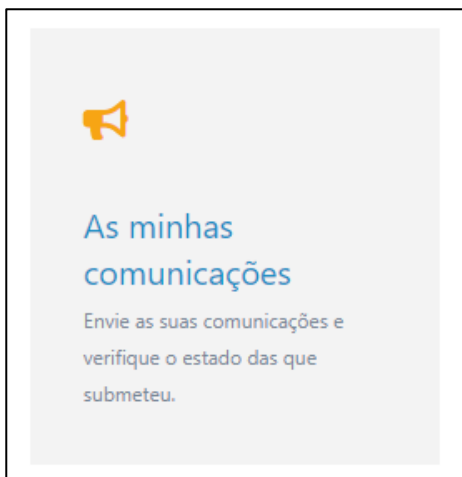 As minhas
comunicações
Envie as suas comunicações e
verifique o estado das que
submeteu.